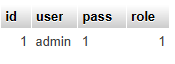 id user pass role
1 admin 1 1